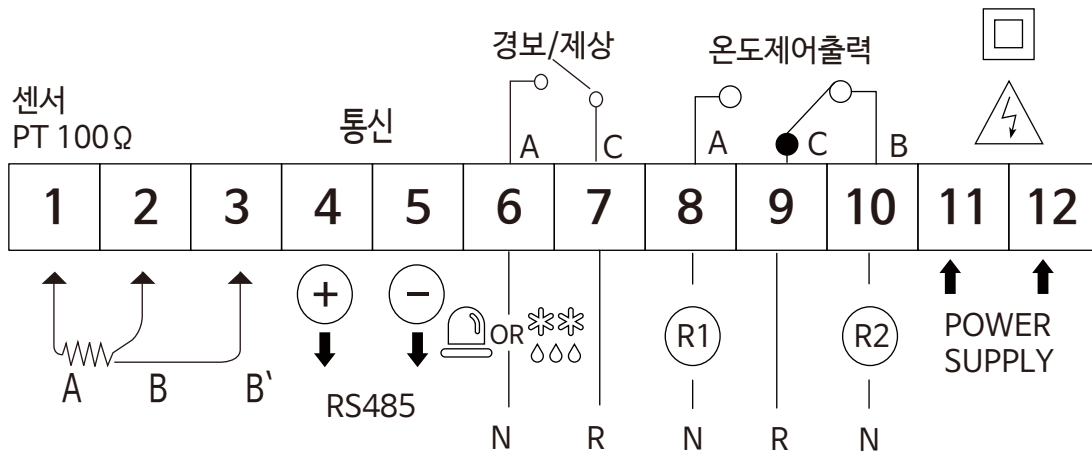 경보/제상
온도제어출력
센서
PT 100Ω
통신
A C A C B
1 2 3 4 5 6 7 8 9 10 11 12
+ −
OR
R1 R2
POWER
SUPPLY
A B B‵
RS485
N R N R N